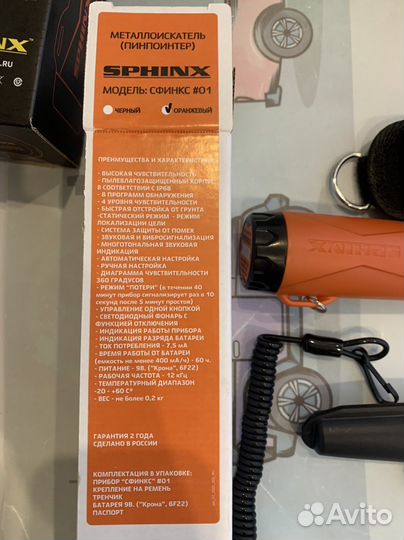 SPHINX
.RU
МЕТАЛЛОИСКАТЕЛЬ
(ПИНПОИНТЕР)
SPHINX
МОДЕЛЬ: СФИНКС #01
ЧЕРНЫЙ
ОРАНЖЕВЫЙ
ПРЕИМУЩЕСТВА И ХАРАКТЕРИСТИКИ
- ВЫСОКАЯ ЧУВСТВИТЕЛЬНОСТЬ
- ПЫЛЕВЛАГОЗАЩИЩЕННЫЙ КОРПУС
В СООТВЕТСТВИИ С IP68
- 8 ПРОГРАММ ОБНАРУЖЕНИЯ
- 4 УРОВНЯ ЧУВСТВИТЕЛЬНОСТИ
- БЫСТРАЯ ОТСТРОЙКА ОТ ГРУНТА
- СТАТИЧЕСКИЙ РЕЖИМ - РЕЖИМ
ЛОКАЛИЗАЦИИ ЦЕЛИ
- СИСТЕМА ЗАЩИТЫ ОТ ПОМЕХ
- ЗВУКОВАЯ И ВИБРОСИГНАЛИЗАЦИЯ
- МНОГОТОНАЛЬНАЯ ЗВУКОВАЯ
ИНДИКАЦИЯ
- АВТОМАТИЧЕСКАЯ НАСТРОЙКА
- РУЧНАЯ НАСТРОЙКА
- ДИАГРАММА ЧУВСТВИТЕЛЬНОСТИ
360 ГРАДУСОВ
- РЕЖИМ "ПОТЕРИ" (в течении 40
минут прибор сигнализирует раз в 10
секунд после 5 минут простоя)
- УПРАВЛЕНИЕ ОДНОЙ КНОПКОЙ
- СВЕТОДИОДНЫЙ ФОНАРЬ С
ФУНКЦИЕЙ ОТКЛЮЧЕНИЯ
- ИНДИКАЦИЯ РАБОТЫ ПРИБОРА
- ИНДИКАЦИЯ РАЗРЯДА БАТАРЕИ
- ТОК ПОТРЕБЛЕНИЯ - 7,5 мА
- ВРЕМЯ РАБОТЫ ОТ БАТАРЕИ
(емкость не менее 400 мА/ч) - 60 ч.
- ПИТАНИЕ - 9В. ("Крона", 6F22)
- РАБОЧАЯ ЧАСТОТА - 12 кГц
- ТЕМПЕРАТУРНЫЙ ДИАПАЗОН
-20 - +60 С°
- ВЕС - не более 0,2 кг
ГАРАНТИЯ 2 ГОДА
СДЕЛАНО В РОССИИ
КОМПЛЕКТАЦИЯ В УПАКОВКЕ:
ПРИБОР "СФИНКС" #01
КРЕПЛЕНИЕ НА РЕМЕНЬ
ТРЕНЧИК
БАТАРЕЯ 9В. ("Крона", 6F22)
ПАСПОРТ
SPHINX
Avito